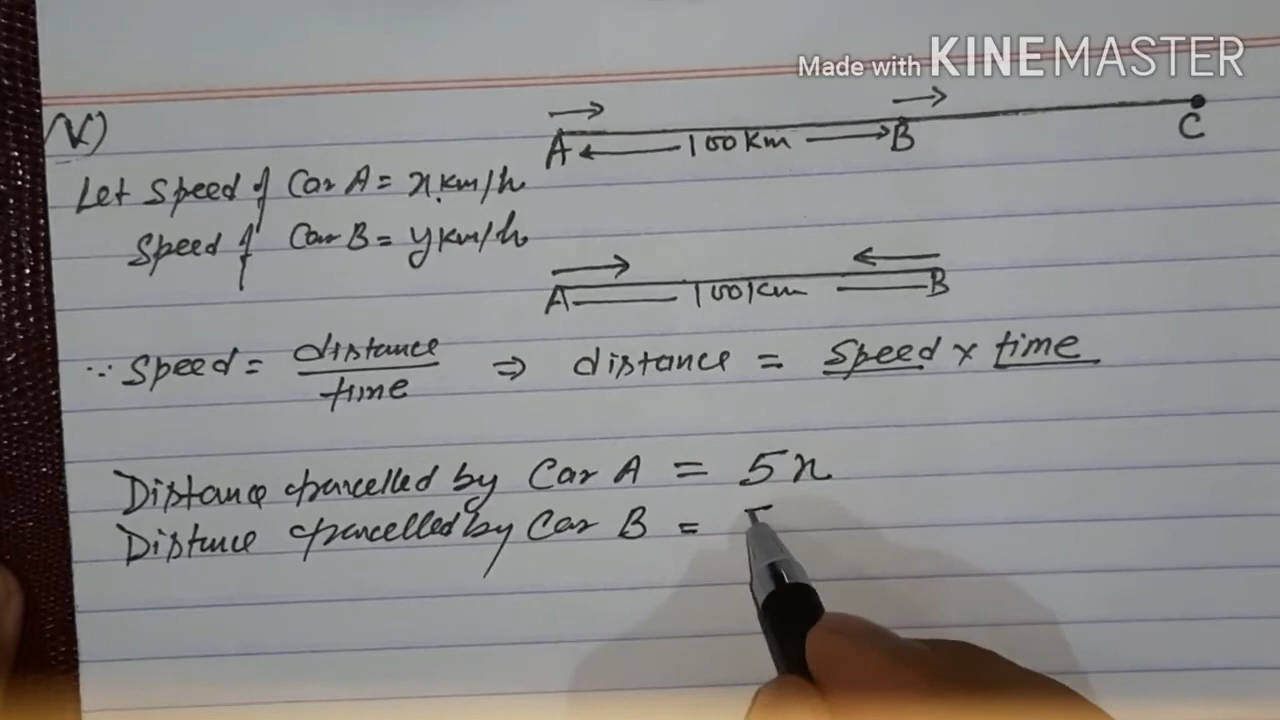 Made with KINEMASTER
V)
A 100 km B C
Let Speed of Car A = x km/h
Speed of Car B = y km/h
A 100 km B
∵ Speed = distance / time ⇒ distance = Speed × time
Distance travelled by Car A = 5x
Distance travelled by Car B = 5